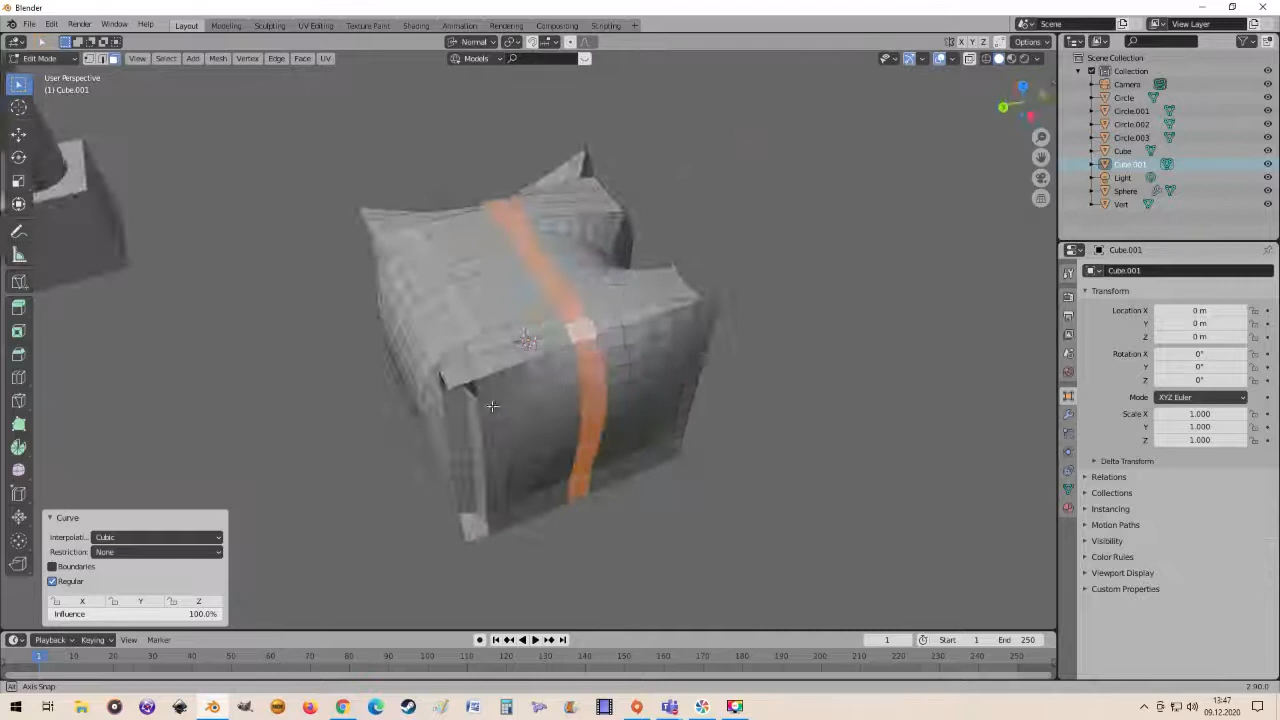 Blender
File Edit Render Window Help Layout Modeling Sculpting UV Editing Texture Paint Shading Animation Rendering Compositing Scripting + Scene View Layer
Normal X Y Z Options
Edit Mode View Select Add Mesh Vertex Edge Face UV Models
User Perspective
(1) Cube.001
Scene Collection
Collection
Camera
Circle
Circle.001
Circle.002
Circle.003
Cube
Cube.001
Light
Sphere
Vert
Cube.001
Cube.001
Transform
Location X 0 m
Y 0 m
Z 0 m
Rotation X 0°
Y 0°
Z 0°
Mode XYZ Euler
Scale X 1.000
Y 1.000
Z 1.000
Delta Transform
Relations
Collections
Instancing
Motion Paths
Visibility
Color Rules
Viewport Display
Custom Properties
Curve
Interpolati.. Cubic
Restriction: None
Boundaries
Regular
X Y Z
Influence 100.0%
Playback Keying View Marker 1 Start 1 End 250
1 10 20 30 40 50 60 70 80 90 100 110 120 130 140 150 160 170 180 190 200 210 220 230 240 250
Alt Axis Snap 2.90.0
13:47
09.12.2020